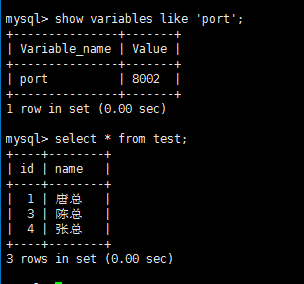 mysql> show variables like 'port';
+---------------+-------+
| Variable_name | Value |
+---------------+-------+
| port          | 8002  |
+---------------+-------+
1 row in set (0.00 sec)
mysql> select * from test;
+----+--------+
| id | name   |
+----+--------+
|  1 | 唐总   |
|  3 | 陈总   |
|  4 | 张总   |
+----+--------+
3 rows in set (0.00 sec)